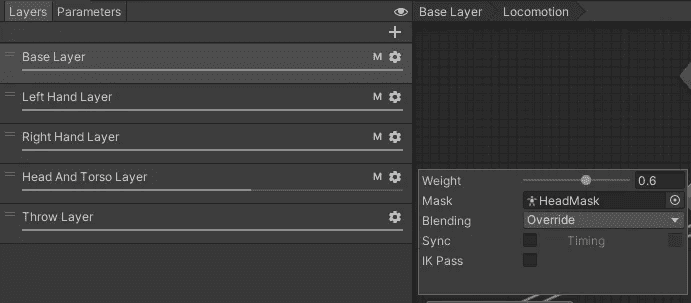 Layers Parameters
Base Layer M
Left Hand Layer M
Right Hand Layer M
Head And Torso Layer M
Throw Layer
Base Layer Locomotion
Weight 0.6
Mask HeadMask
Blending Override
Sync Timing
IK Pass